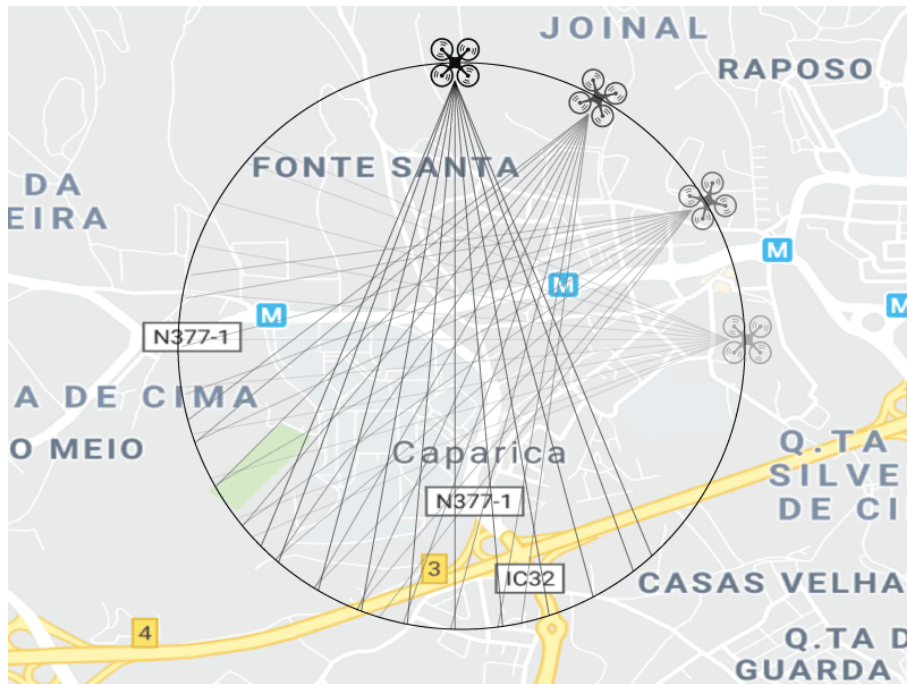 JOINAL
RAPOSO
FONTE SANTA
DA
EIRA
M
M
M
M
N377-1
A DE CIMA
O MEIO
Caparica
Q.TA
SILVE
DE CI
N377-1
3
IC32
CASAS VELHA
4
Q.TA D
GUARDA